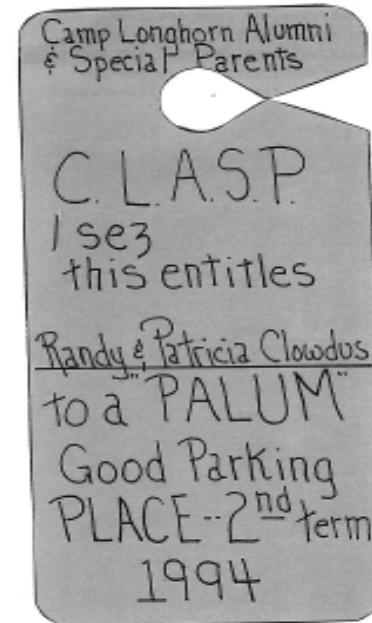 Camp Longhorn Alumni
& Special Parents
C. L. A. S. P.
I sez
this entitles
Randy & Patricia Clowdus
to a "PALUM"
Good Parking
PLACE--2nd term
1994